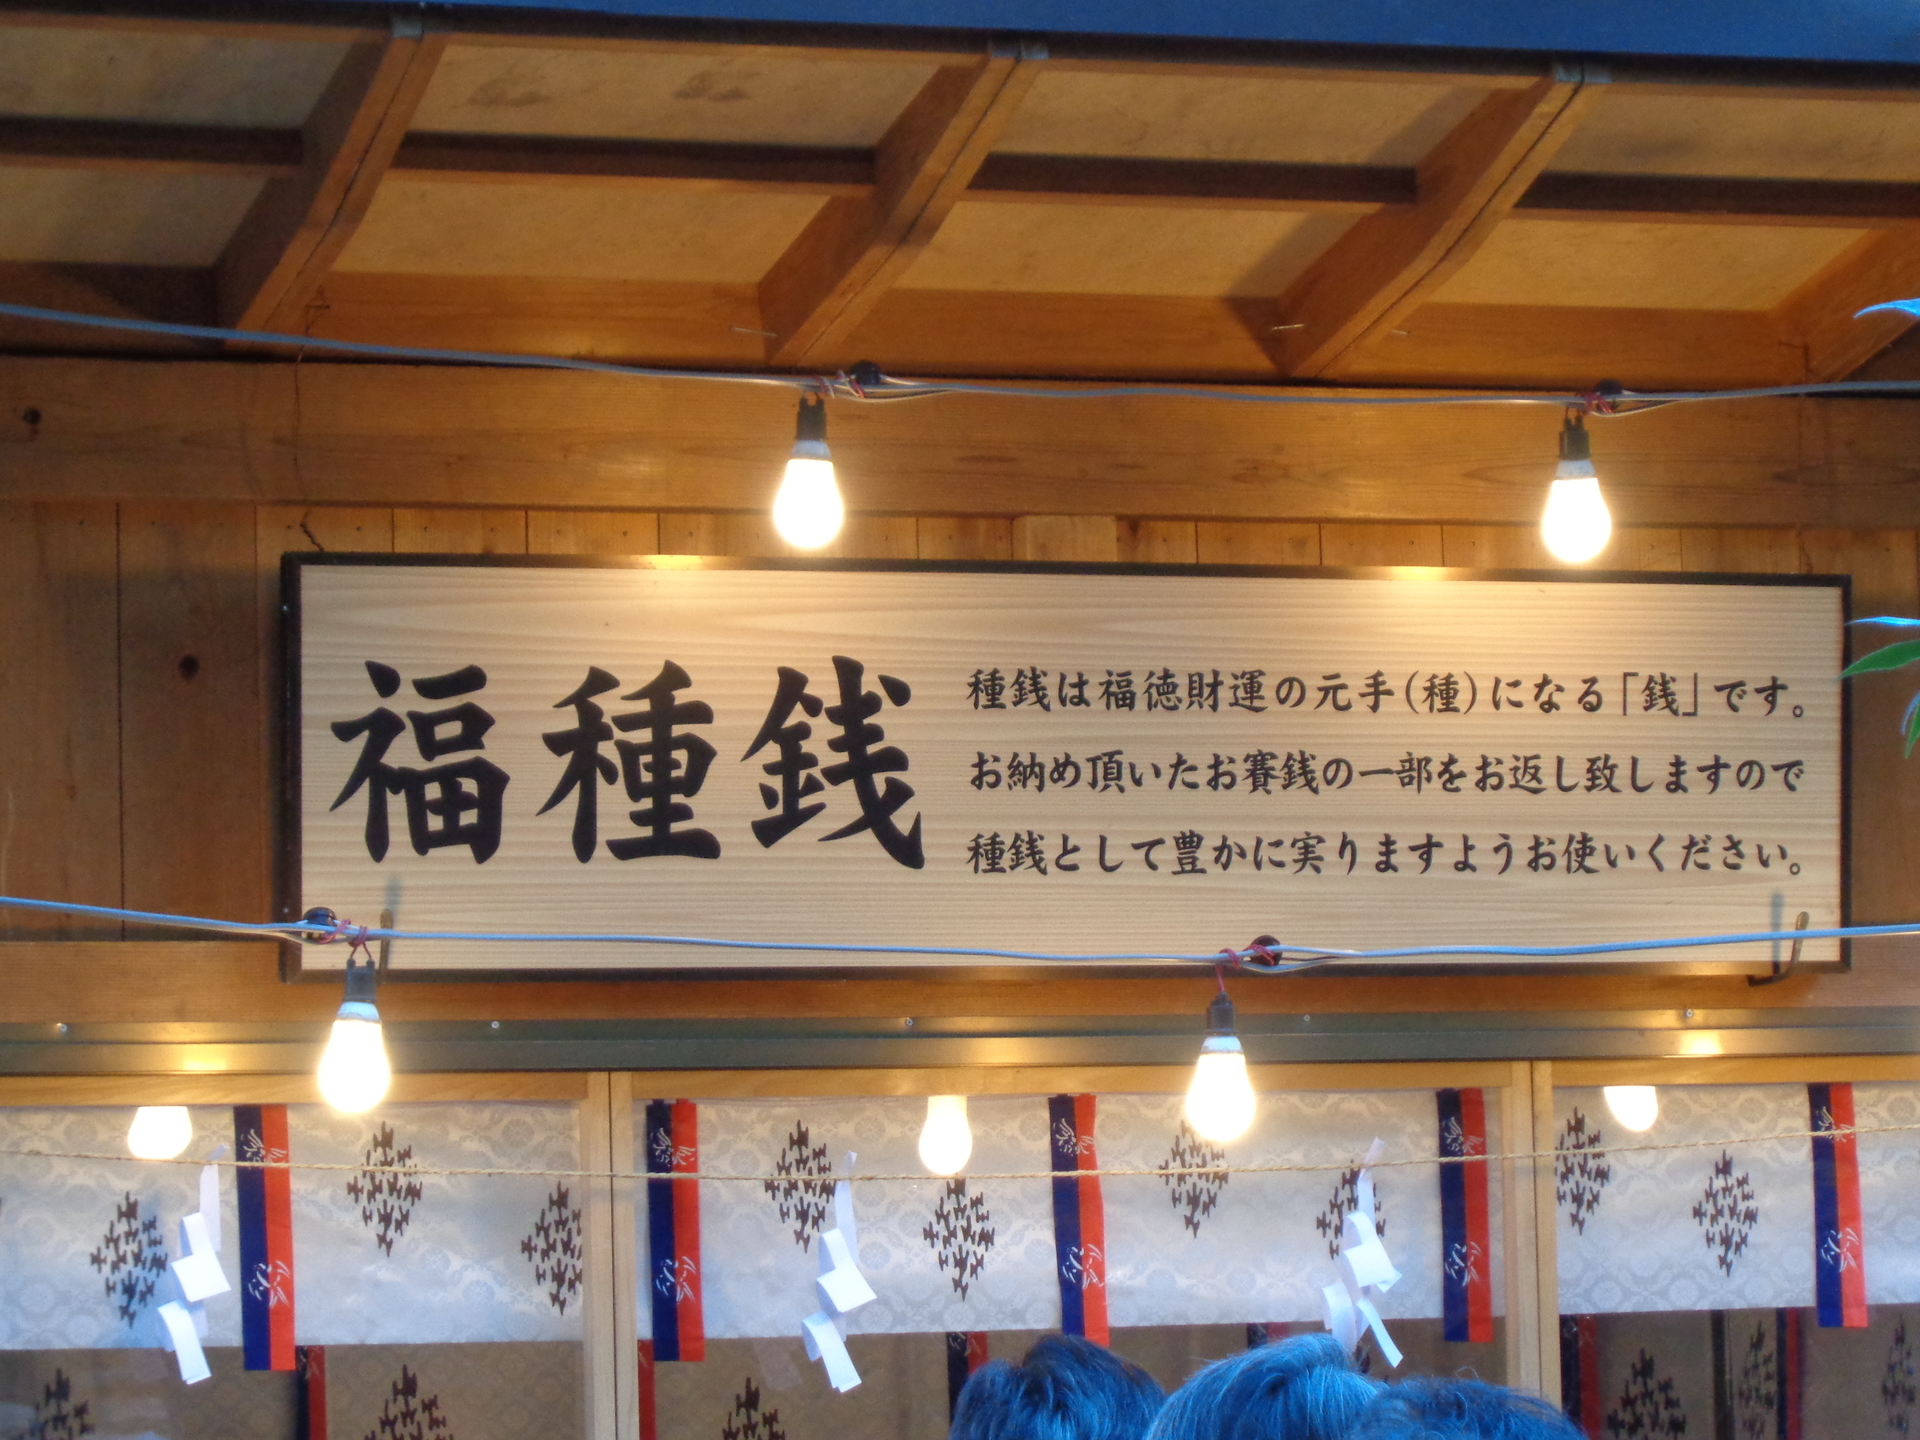 福種銭
種銭は福徳財運の元手(種)になる「銭」です。
お納め頂いたお賽銭の一部をお返し致しますので
種銭として豊かに実りますようお使いください。